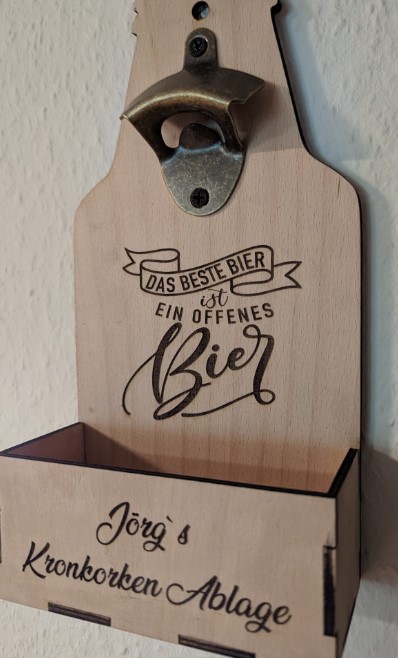 DAS BESTE BIER
ist
EIN OFFENES
Bier
Jörg`s
Kronkorken Ablage